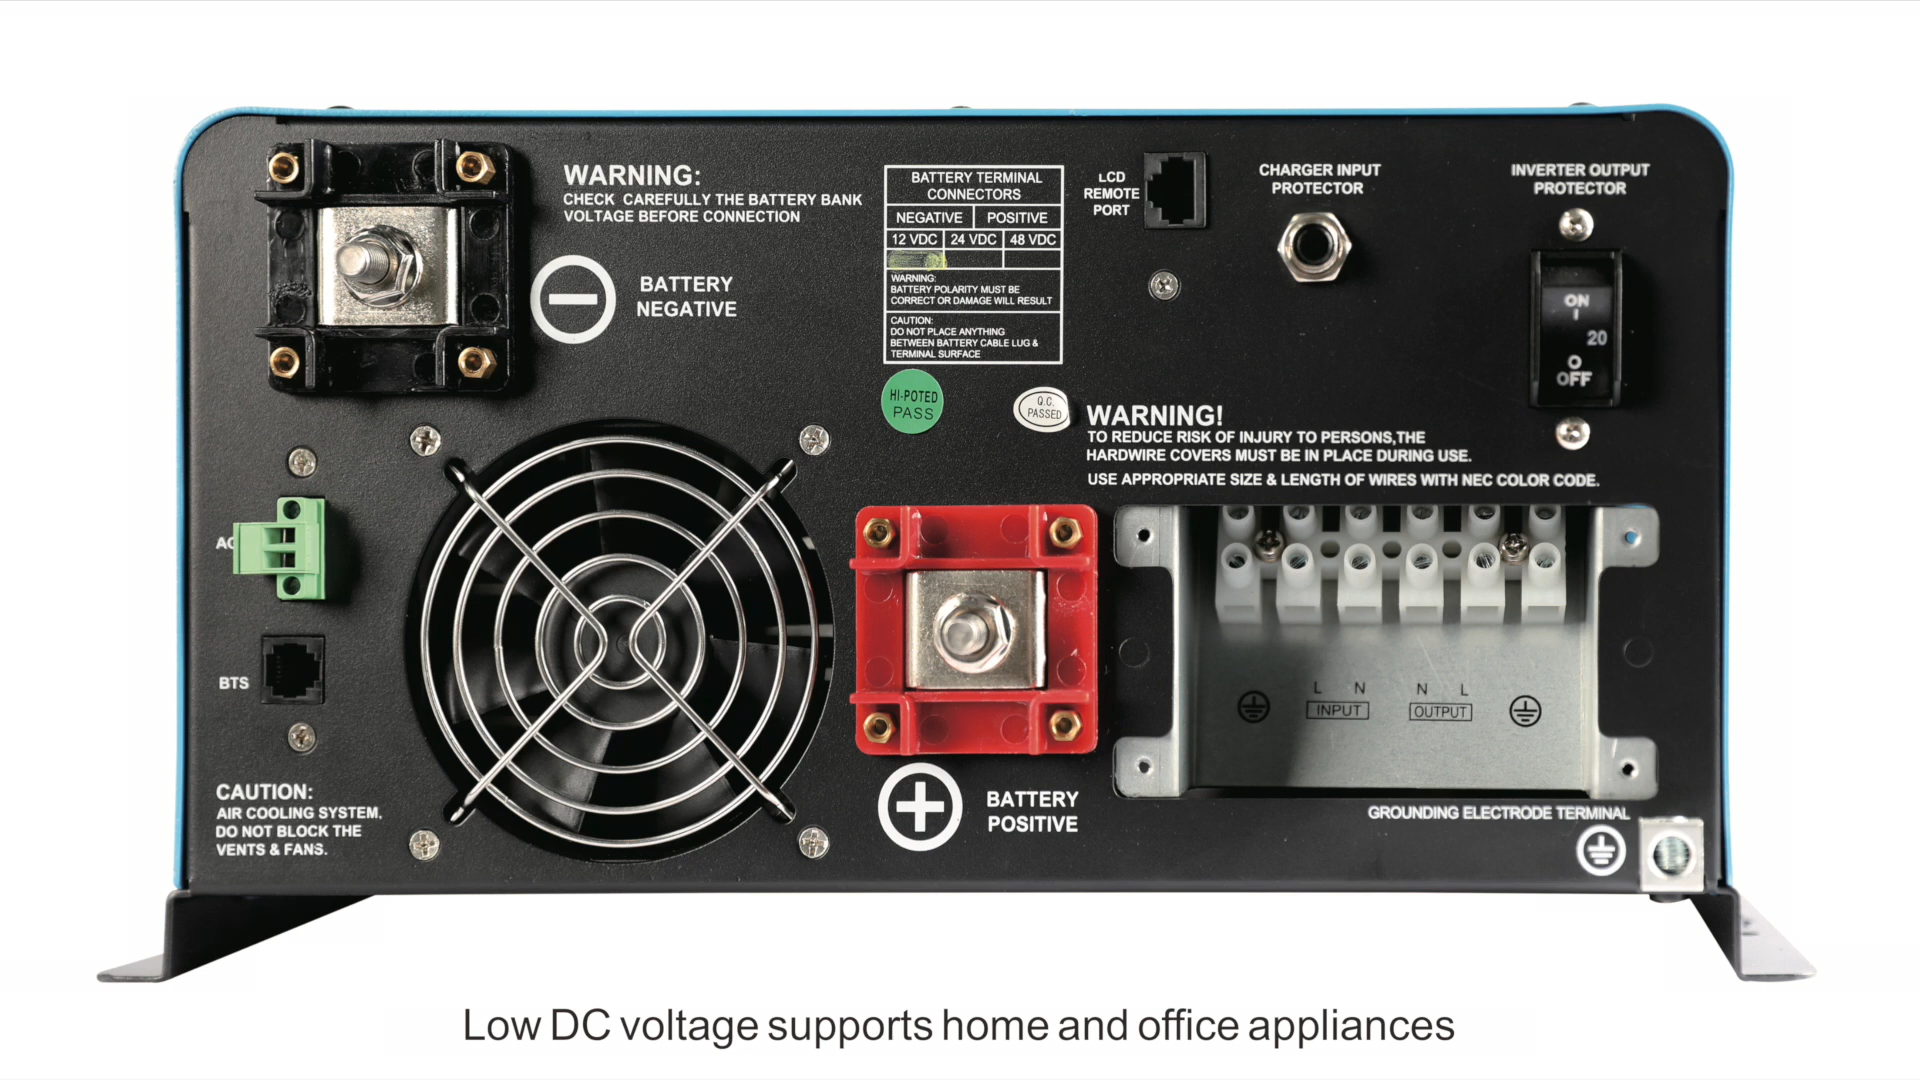 WARNING:
CHECK CAREFULLY THE BATTERY BANK
VOLTAGE BEFORE CONNECTION
BATTERY
NEGATIVE
BATTERY TERMINAL
CONNECTORS
NEGATIVE POSITIVE
12 VDC 24 VDC 48 VDC
WARNING:
BATTERY POLARITY MUST BE
CORRECT OR DAMAGE WILL RESULT
CAUTION:
DO NOT PLACE ANYTHING
BETWEEN BATTERY CABLE LUG &
TERMINAL SURFACE
LCD
REMOTE
PORT
CHARGER INPUT
PROTECTOR
INVERTER OUTPUT
PROTECTOR
ON
I
20
O
OFF
HI-POTED
PASS
Q.C.
PASSED
WARNING!
TO REDUCE RISK OF INJURY TO PERSONS,THE
HARDWIRE COVERS MUST BE IN PLACE DURING USE.
USE APPROPRIATE SIZE & LENGTH OF WIRES WITH NEC COLOR CODE.
BTS
L N N L
INPUT OUTPUT
CAUTION:
AIR COOLING SYSTEM,
DO NOT BLOCK THE
VENTS & FANS.
BATTERY
POSITIVE
GROUNDING ELECTRODE TERMINAL
Low DC voltage supports home and office appliances